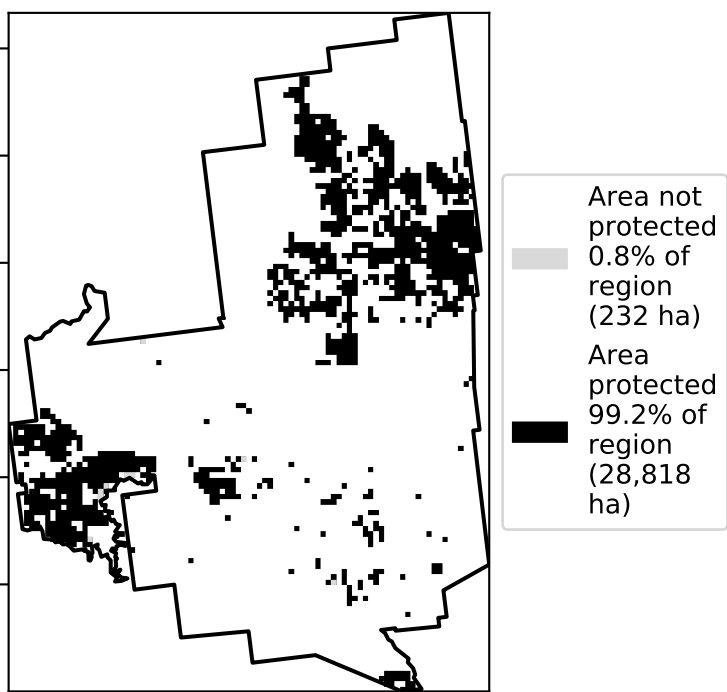 Area not
protected
0.8% of
region
(232 ha)
Area
protected
99.2% of
region
(28,818
ha)